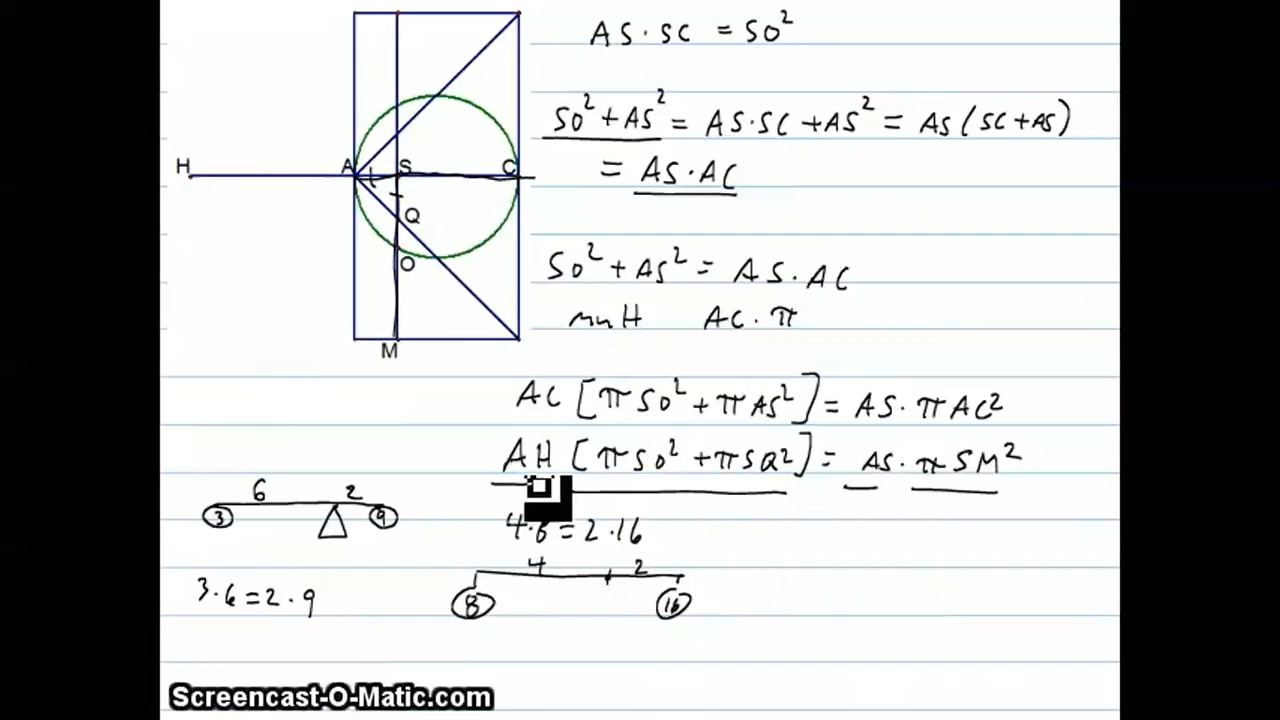 AS·SC = SO²
SO² + AS² = AS·SC + AS² = AS(SC + AS)
= AS·AC
H A S C
Q
O
M
SO² + AS² = AS·AC
AC·π
AC[πSO² + πAS²] = AS·πAC²
AH[πSO² + πSQ²] = AS·πSM²
6 2
3 9
3·6 = 2·9
4·8 = 2·16
4 2
8 16
Screencast-O-Matic.com